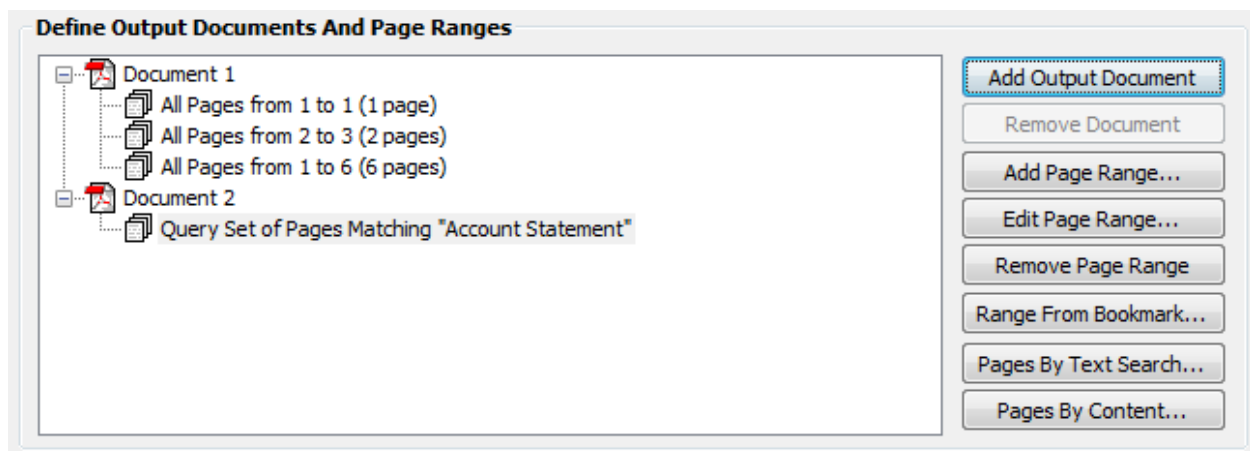 Define Output Documents And Page Ranges
Document 1
All Pages from 1 to 1 (1 page)
All Pages from 2 to 3 (2 pages)
All Pages from 1 to 6 (6 pages)
Document 2
Query Set of Pages Matching "Account Statement"
Add Output Document
Remove Document
Add Page Range...
Edit Page Range...
Remove Page Range
Range From Bookmark...
Pages By Text Search...
Pages By Content...